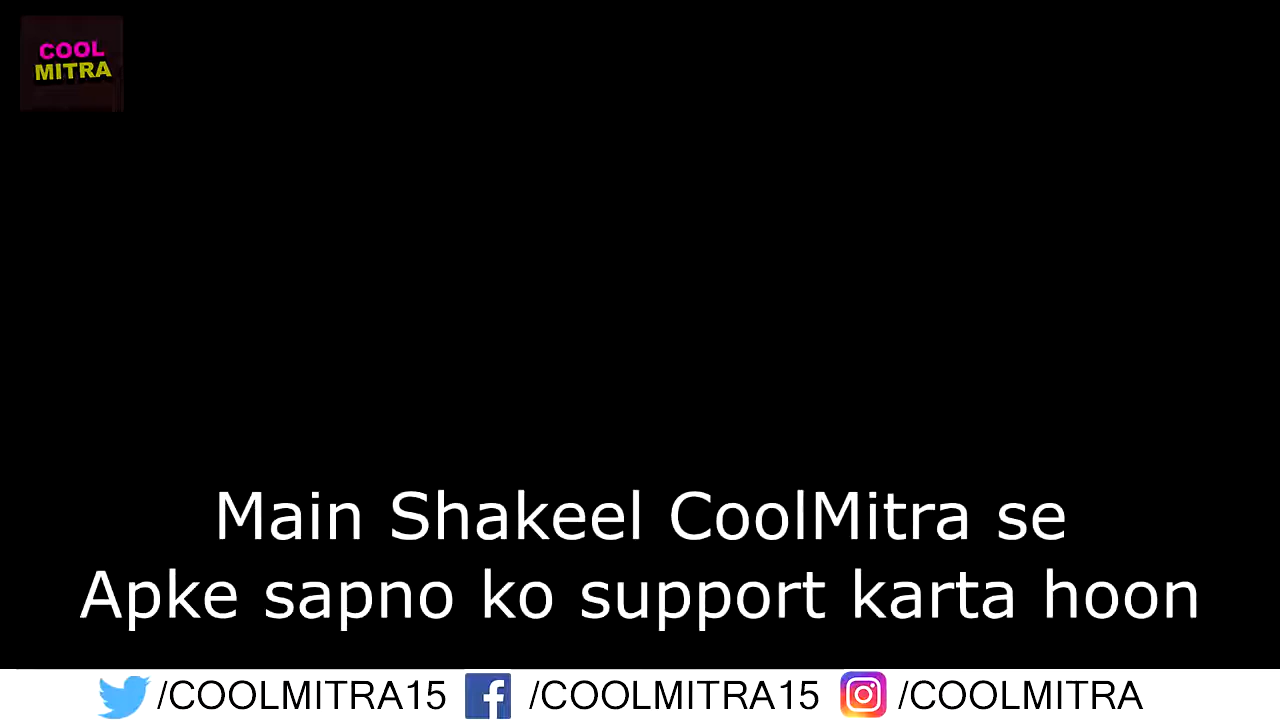 COOL
MITRA
Main Shakeel CoolMitra se
Apke sapno ko support karta hoon
/COOLMITRA15 /COOLMITRA15 /COOLMITRA